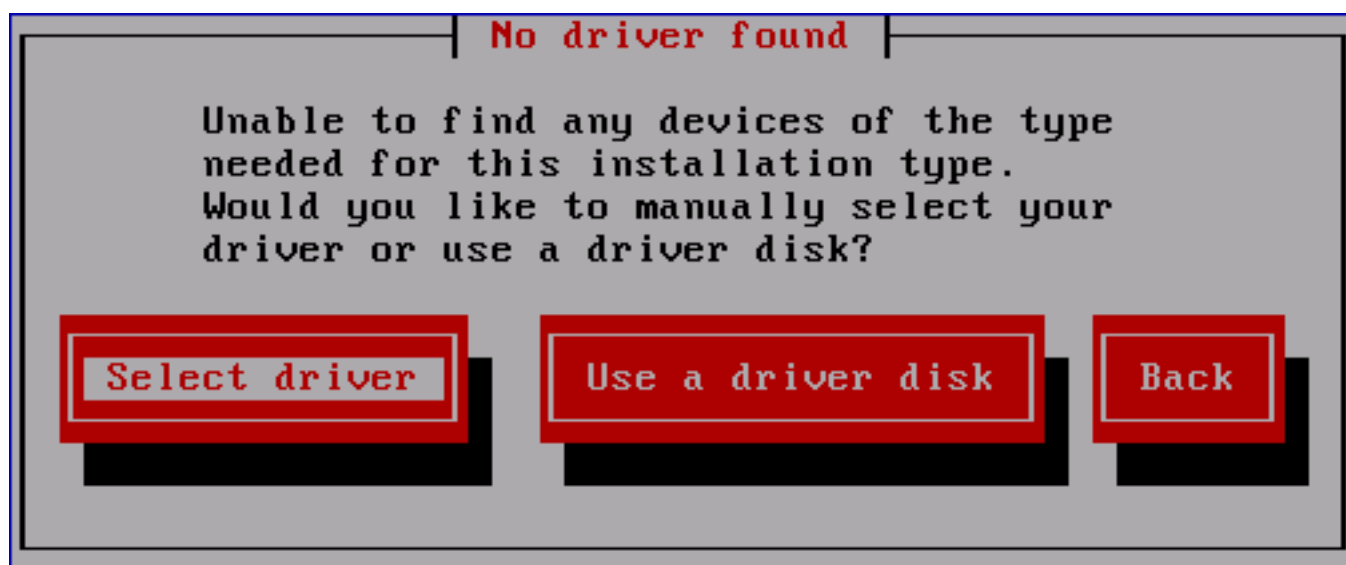 No driver found
Unable to find any devices of the type
needed for this installation type.
Would you like to manually select your
driver or use a driver disk?
Select driver
Use a driver disk
Back